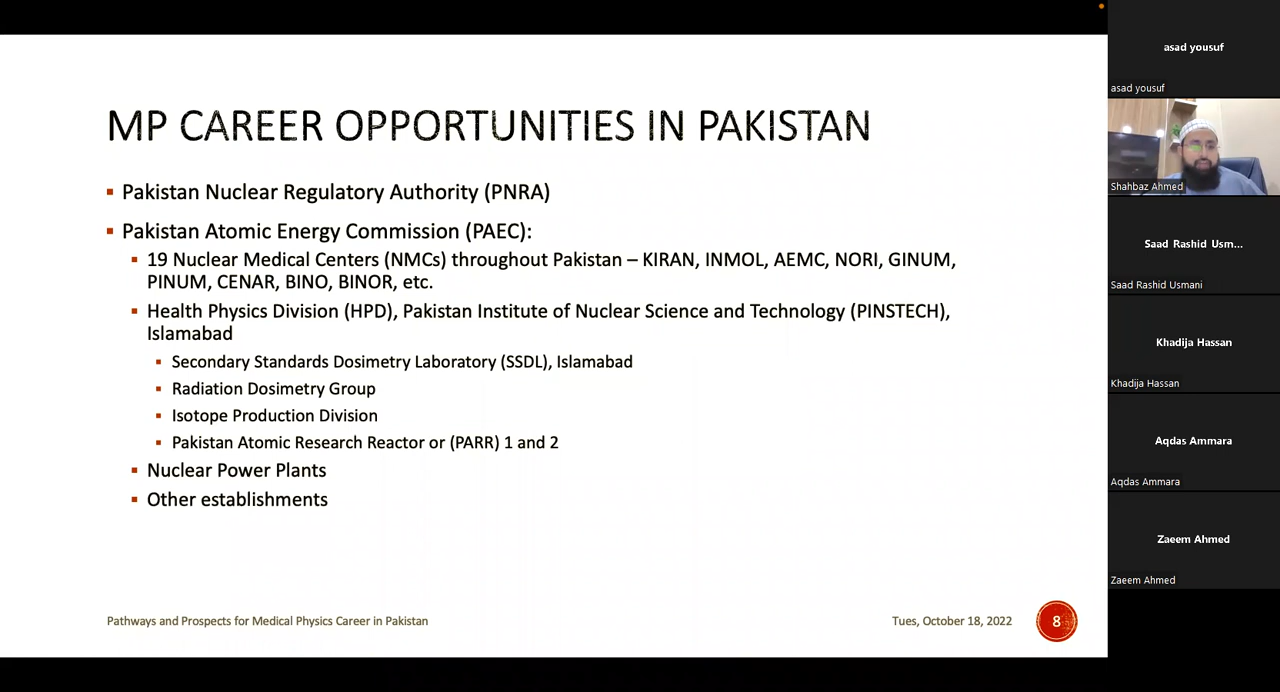 MP CAREER OPPORTUNITIES IN PAKISTAN
▪ Pakistan Nuclear Regulatory Authority (PNRA)
▪ Pakistan Atomic Energy Commission (PAEC):
▪ 19 Nuclear Medical Centers (NMCs) throughout Pakistan – KIRAN, INMOL, AEMC, NORI, GINUM,
PINUM, CENAR, BINO, BINOR, etc.
▪ Health Physics Division (HPD), Pakistan Institute of Nuclear Science and Technology (PINSTECH),
Islamabad
▪ Secondary Standards Dosimetry Laboratory (SSDL), Islamabad
▪ Radiation Dosimetry Group
▪ Isotope Production Division
▪ Pakistan Atomic Research Reactor or (PARR) 1 and 2
▪ Nuclear Power Plants
▪ Other establishments
Pathways and Prospects for Medical Physics Career in Pakistan
Tues, October 18, 2022
8
asad yousuf
asad yousuf
Shahbaz Ahmed
Saad Rashid Usm...
Saad Rashid Usmani
Khadija Hassan
Khadija Hassan
Aqdas Ammara
Aqdas Ammara
Zaeem Ahmed
Zaeem Ahmed